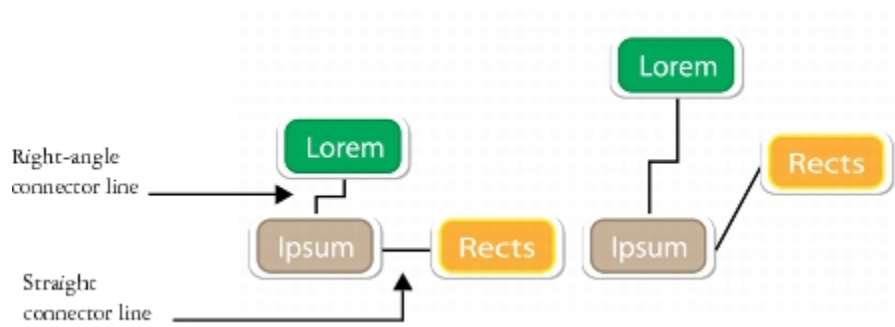 Lorem
Lorem
Right-angle
connector line
Rects
Ipsum
Rects
Ipsum
Straight
connector line